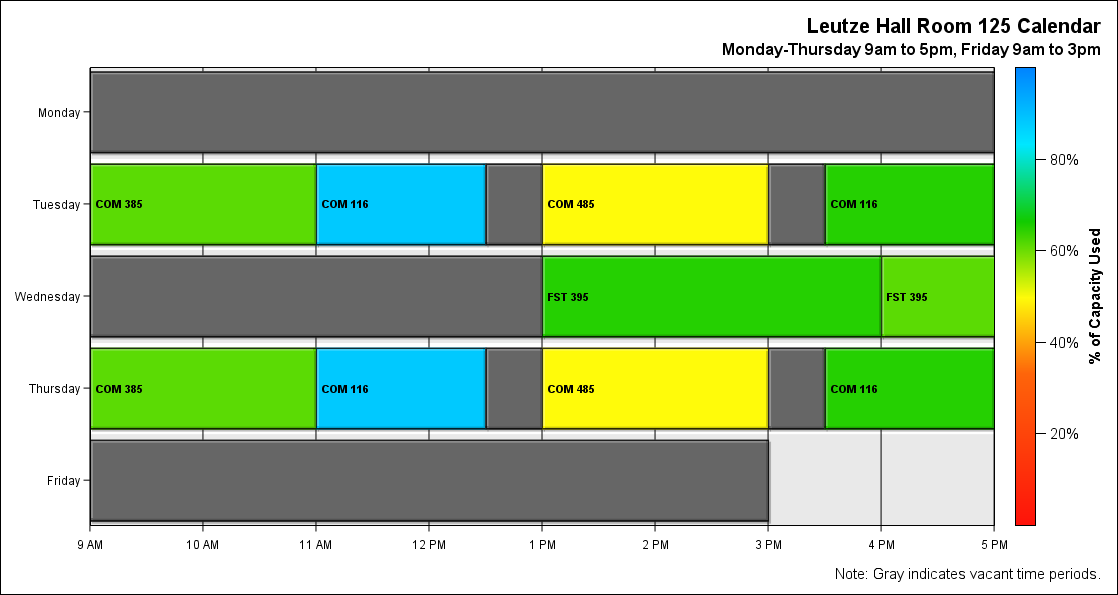 Leutze Hall Room 125 Calendar
Monday-Thursday 9am to 5pm, Friday 9am to 3pm
Monday
Tuesday
COM 385
COM 116
COM 485
COM 116
Wednesday
FST 395
FST 395
Thursday
COM 385
COM 116
COM 485
COM 116
Friday
9 AM
10 AM
11 AM
12 PM
1 PM
2 PM
3 PM
4 PM
5 PM
80%
60%
40%
20%
% of Capacity Used
Note: Gray indicates vacant time periods.